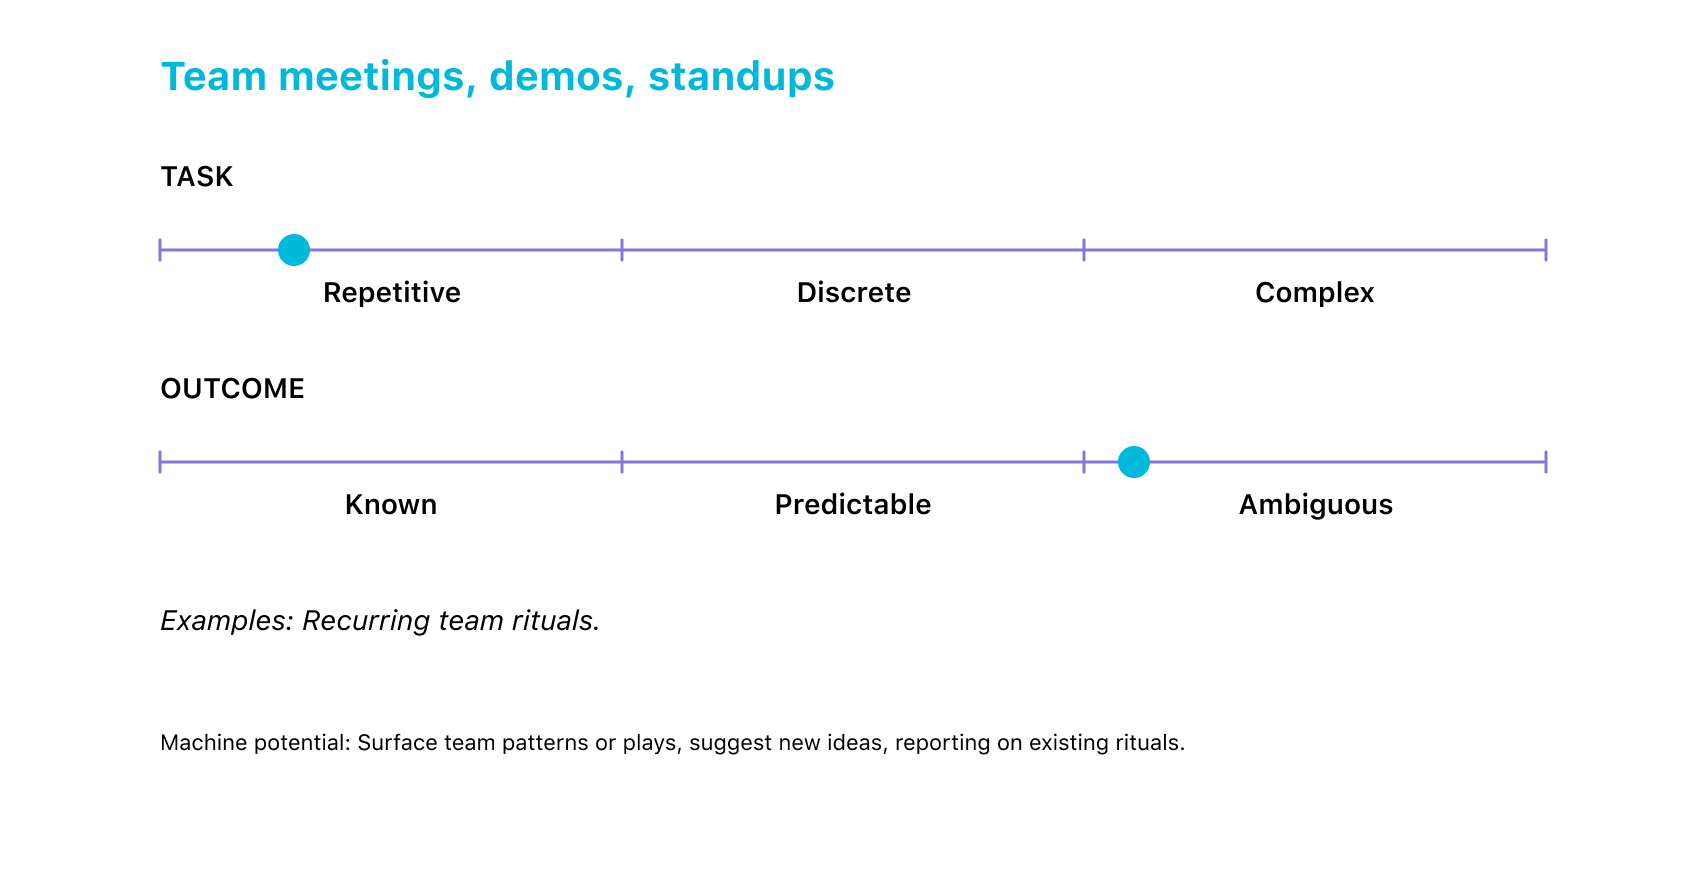 Team meetings, demos, standups
TASK
Repetitive Discrete Complex
OUTCOME
Known Predictable Ambiguous
Examples: Recurring team rituals.
Machine potential: Surface team patterns or plays, suggest new ideas, reporting on existing rituals.